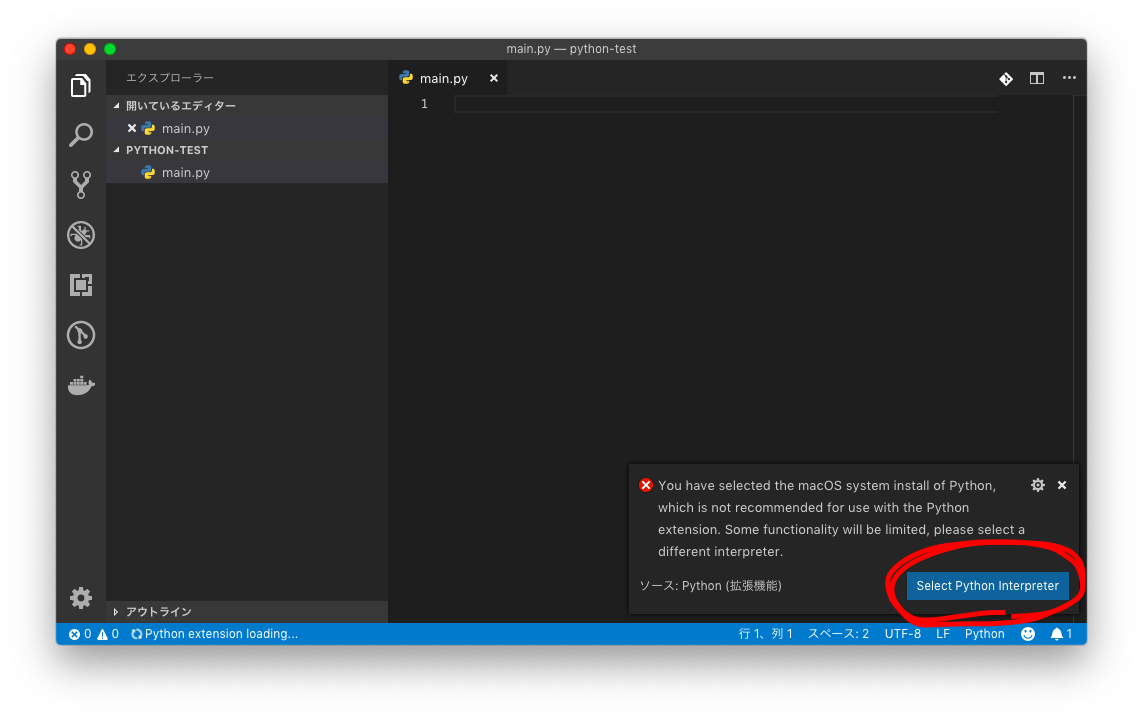 main.py — python-test
エクスプローラー
開いているエディター
main.py
PYTHON-TEST
main.py
アウトライン
main.py
1
You have selected the macOS system install of Python,
which is not recommended for use with the Python
extension. Some functionality will be limited, please select a
different interpreter.
ソース: Python (拡張機能)
Select Python Interpreter
0 0 Python extension loading... 行 1、列 1 スペース: 2 UTF-8 LF Python 1